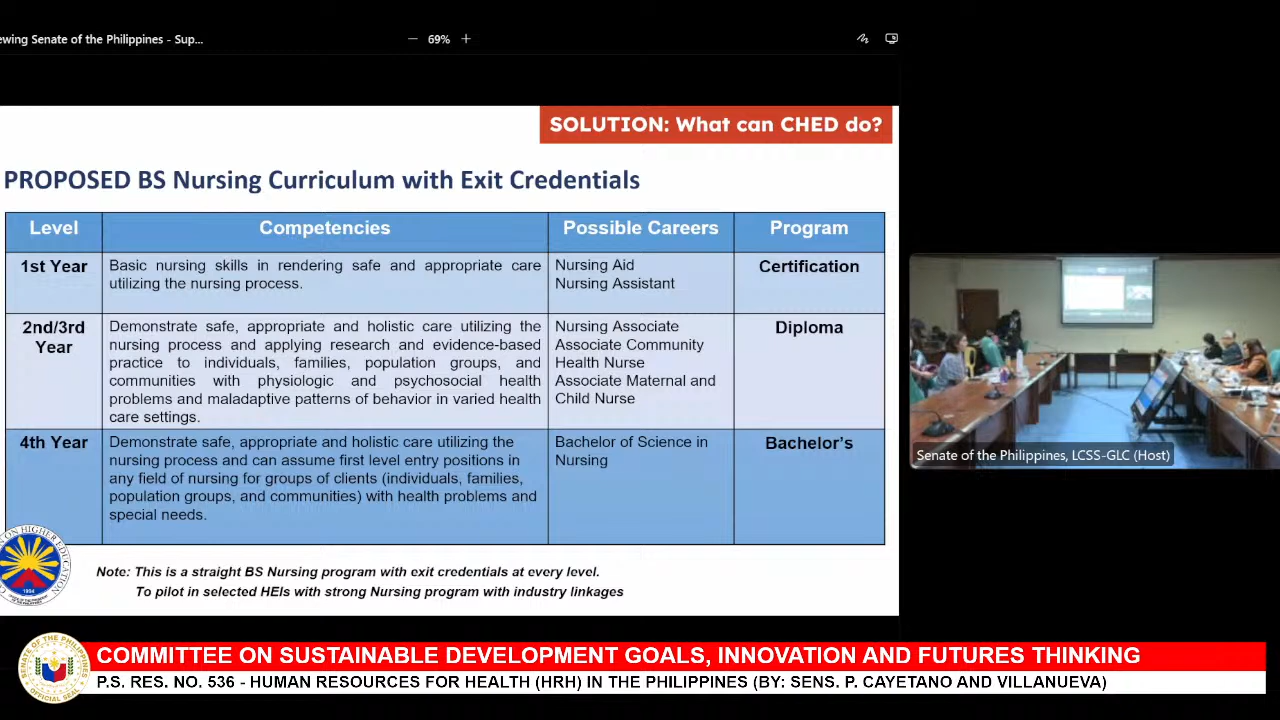 ewing Senate of the Philippines - Sup...
69%
SOLUTION: What can CHED do?
PROPOSED BS Nursing Curriculum with Exit Credentials
Level
Competencies
Possible Careers
Program
1st Year
Basic nursing skills in rendering safe and appropriate care
utilizing the nursing process.
Nursing Aid
Nursing Assistant
Certification
2nd/3rd
Year
Demonstrate safe, appropriate and holistic care utilizing the
nursing process and applying research and evidence-based
practice to individuals, families, population groups, and
communities with physiologic and psychosocial health
problems and maladaptive patterns of behavior in varied health
care settings.
Nursing Associate
Associate Community
Health Nurse
Associate Maternal and
Child Nurse
Diploma
4th Year
Demonstrate safe, appropriate and holistic care utilizing the
nursing process and can assume first level entry positions in
any field of nursing for groups of clients (individuals, families,
population groups, and communities) with health problems and
special needs.
Bachelor of Science in
Nursing
Bachelor's
Note: This is a straight BS Nursing program with exit credentials at every level.
To pilot in selected HEIs with strong Nursing program with industry linkages
ON HIGHER EDUCATION
1994
Senate of the Philippines, LCSS-GLC (Host)
SENATE OF THE PHILIPPINES
OFFICIAL SEAL
COMMITTEE ON SUSTAINABLE DEVELOPMENT GOALS, INNOVATION AND FUTURES THINKING
P.S. RES. NO. 536 - HUMAN RESOURCES FOR HEALTH (HRH) IN THE PHILIPPINES (BY: SENS. P. CAYETANO AND VILLANUEVA)